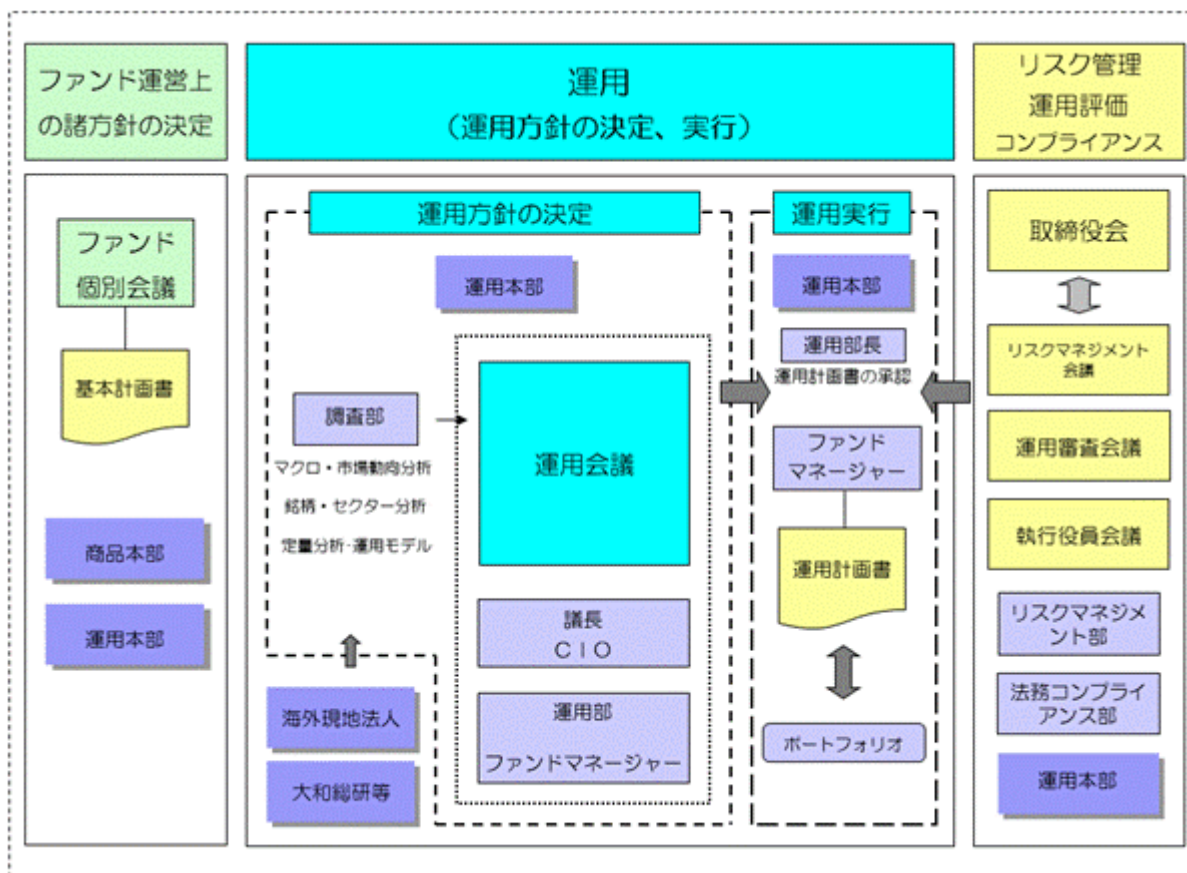 ファンド運営上
の諸方針の決定
運用
（運用方針の決定、実行）
リスク管理
運用評価
コンプライアンス
ファンド
個別会議
基本計画書
商品本部
運用本部
運用方針の決定
運用本部
調査部
マクロ・市場動向分析
銘柄・セクター分析
定量分析・運用モデル
海外現地法人
大和総研等
運用会議
議長
ＣＩＯ
運用部
ファンドマネージャー
運用実行
運用本部
運用部長
運用計画書の承認
ファンド
マネージャー
運用計画書
ポートフォリオ
取締役会
リスクマネジメント
会議
運用審査会議
執行役員会議
リスクマネジメ
ント部
法務コンプライ
アンス部
運用本部